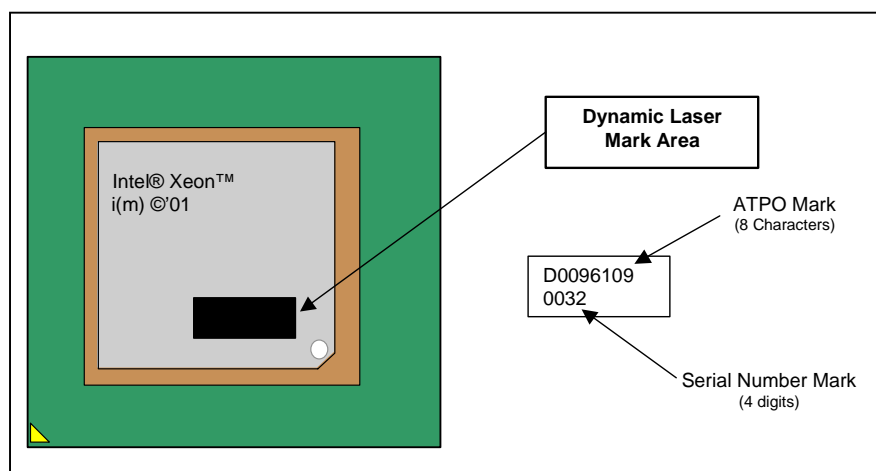 Intel® Xeon™
i(m) ©'01
Dynamic Laser
Mark Area
ATPO Mark
(8 Characters)
D0096109
0032
Serial Number Mark
(4 digits)